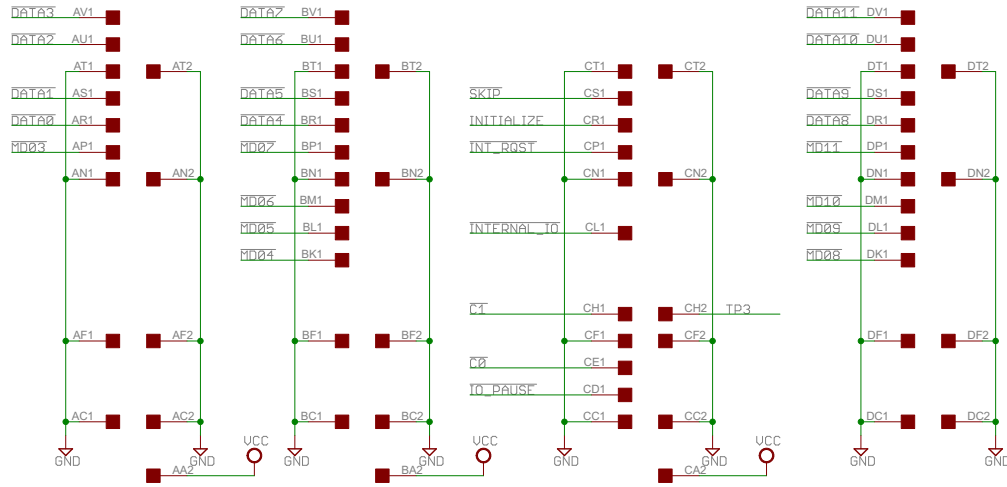 DATA3 AV1 DATA7 BV1 DATA11 DV1
DATA2 AU1 DATA6 BU1 DATA10 DU1
AT1 AT2 BT1 BT2 CT1 CT2 DT1 DT2
DATA1 AS1 DATA5 BS1 SKIP CS1 DATA9 DS1
DATA0 AR1 DATA4 BR1 INITIALIZE CR1 DATA8 DR1
MD03 AP1 MD07 BP1 INT_RQST CP1 MD11 DP1
AN1 AN2 BN1 BN2 CN1 CN2 DN1 DN2
MD06 BM1 MD10 DM1
MD05 BL1 INTERNAL_IO CL1 MD09 DL1
MD04 BK1 MD08 DK1
C1 CH1 CH2 TP3
AF1 AF2 BF1 BF2 CF1 CF2 DF1 DF2
C0 CE1
IO_PAUSE CD1
AC1 AC2 BC1 BC2 CC1 CC2 DC1 DC2
VCC VCC VCC
GND GND GND GND GND GND GND GND
AA2 BA2 CA2